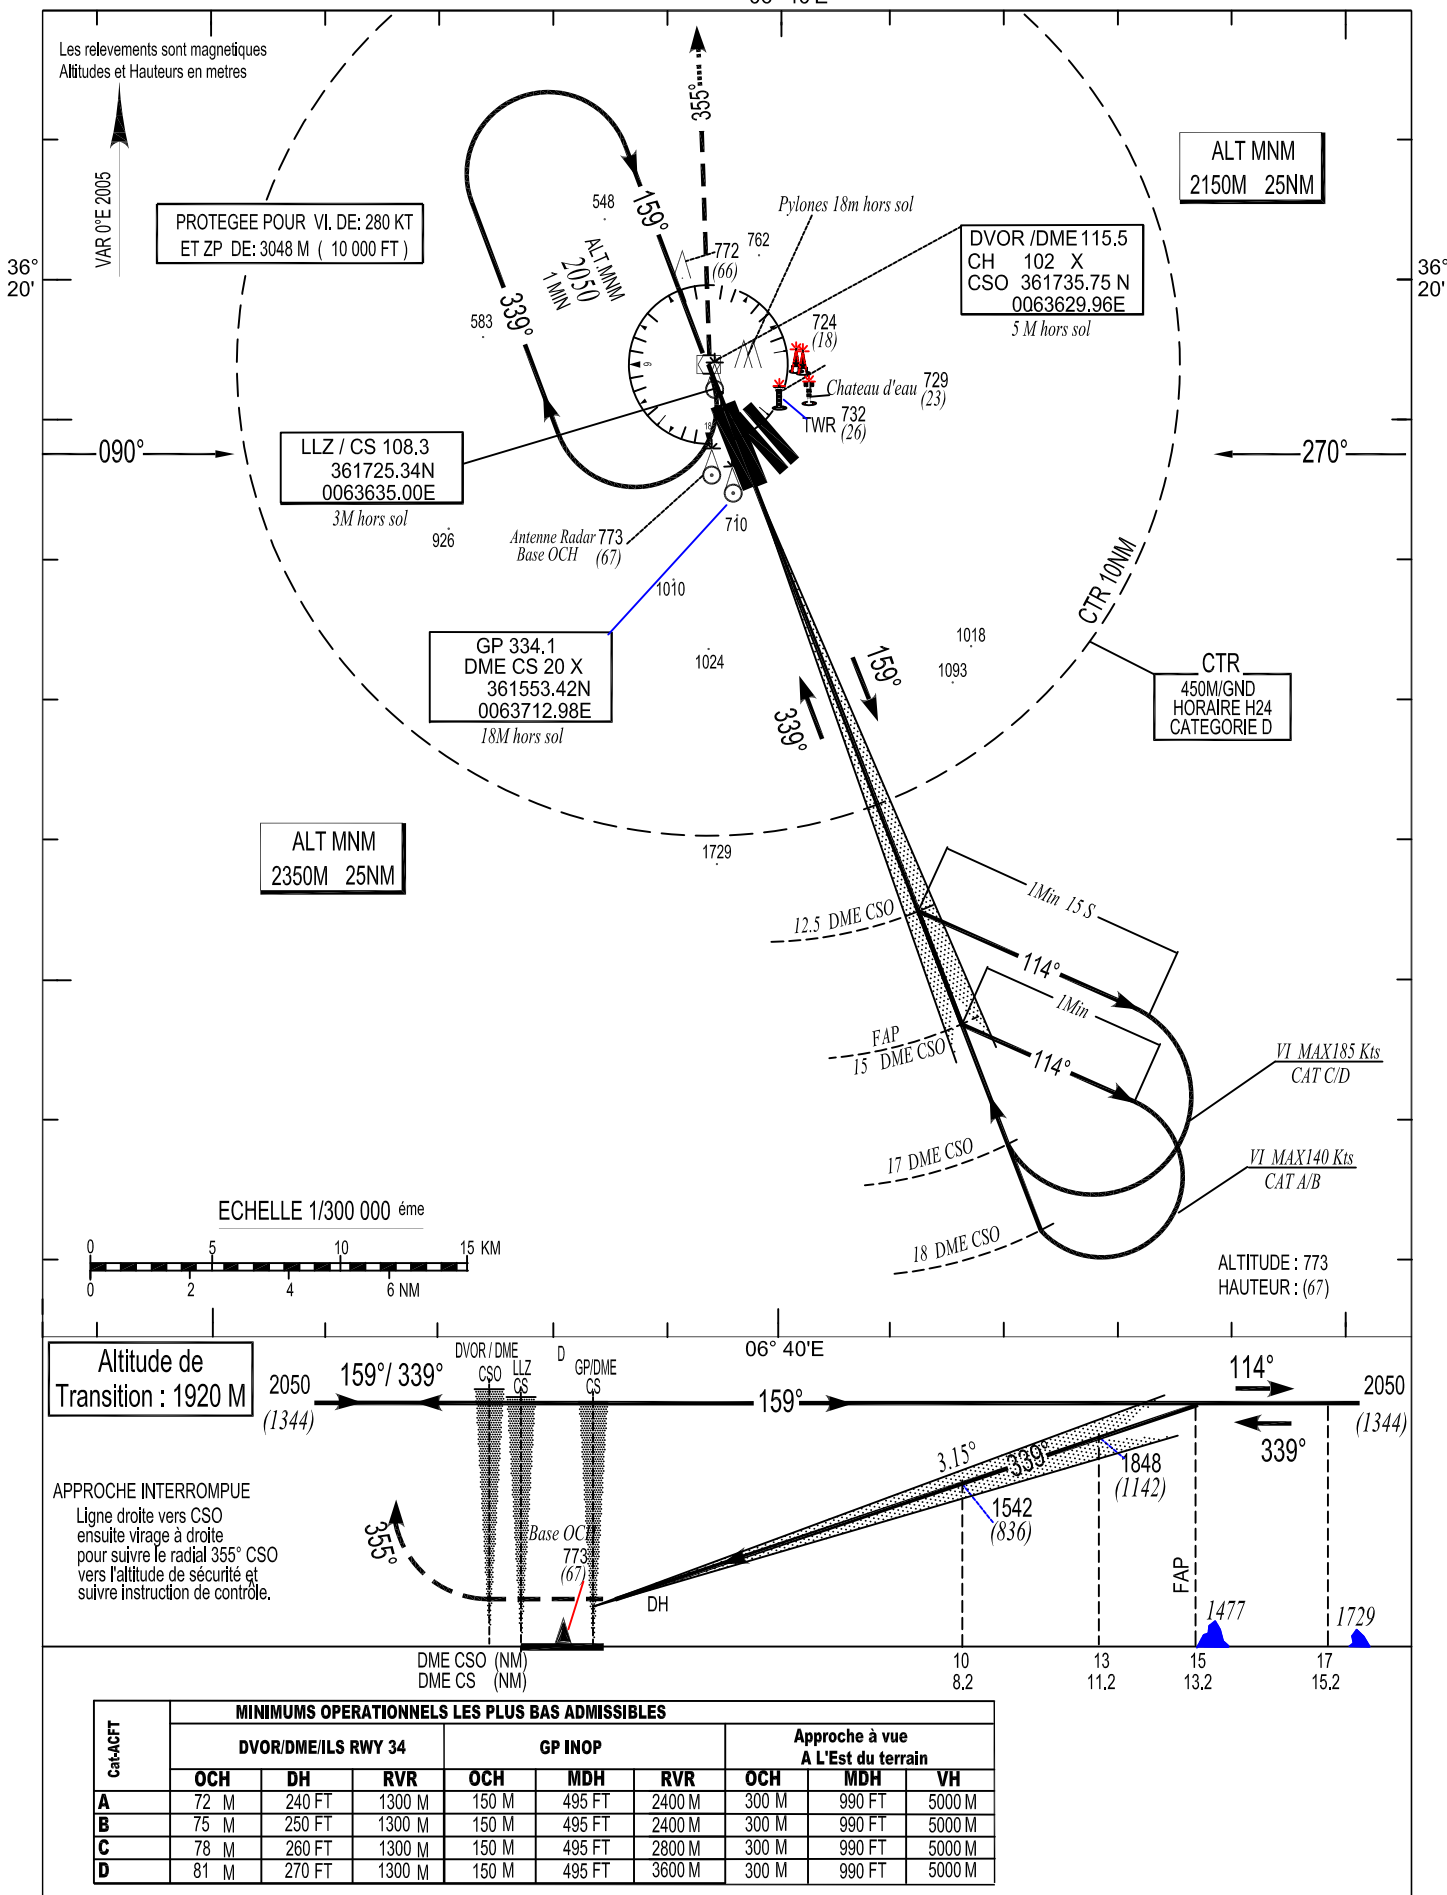 Les relevements sont magnetiques
Altitudes et Hauteurs en metres
VAR 0°E 2005
355°
ALT MNM
2150M 25NM
PROTEGEE POUR VI. DE: 280 KT
ET ZP DE: 3048 M ( 10 000 FT )
36°
20'
36°
20'
159°
339°
ALT.MNM
2050
1 MIN
548
583
772
(66)
762
Pylones 18m hors sol
DVOR /DME 115.5
CH 102 X
CSO 361735.75 N
0063629.96E
5 M hors sol
724
(18)
Chateau d'eau 729
(23)
TWR 732
(26)
9
18
090°
270°
LLZ / CS 108.3
361725.34N
0063635.00E
3M hors sol
926
Antenne Radar 773
Base OCH (67)
710
1010
1024
GP 334.1
DME CS 20 X
361553.42N
0063712.98E
18M hors sol
1018
1093
159°
339°
CTR 10NM
CTR
450M/GND
HORAIRE H24
CATEGORIE D
ALT MNM
2350M 25NM
1729
12.5 DME CSO
1Min 15 S
114°
1Min
FAP
15 DME CSO
114°
VI MAX185 Kts
CAT C/D
17 DME CSO
VI MAX140 Kts
CAT A/B
18 DME CSO
ECHELLE 1/300 000 éme
0 5 10 15 KM
0 2 4 6 NM
ALTITUDE : 773
HAUTEUR : (67)
06° 40'E
Altitude de
Transition : 1920 M
2050
(1344)
159°/ 339°
DVOR / DME
CSO
LLZ
CS
D
GP/DME
CS
159°
114°
2050
(1344)
339°
3.15°
339°
1848
(1142)
1542
(836)
APPROCHE INTERROMPUE
Ligne droite vers CSO
ensuite virage à droite
pour suivre le radial 355° CSO
vers l'altitude de sécurité et
suivre instruction de contrôle.
355°
Base OCH
773
(67)
DH
FAP
1477
1729
DME CSO (NM) 10 13 15 17
DME CS (NM) 8.2 11.2 13.2 15.2
Cat-ACFT
MINIMUMS OPERATIONNELS LES PLUS BAS ADMISSIBLES
DVOR/DME/ILS RWY 34 GP INOP Approche à vue
A L'Est du terrain
OCH DH RVR OCH MDH RVR OCH MDH VH
A 72 M 240 FT 1300 M 150 M 495 FT 2400 M 300 M 990 FT 5000 M
B 75 M 250 FT 1300 M 150 M 495 FT 2400 M 300 M 990 FT 5000 M
C 78 M 260 FT 1300 M 150 M 495 FT 2800 M 300 M 990 FT 5000 M
D 81 M 270 FT 1300 M 150 M 495 FT 3600 M 300 M 990 FT 5000 M